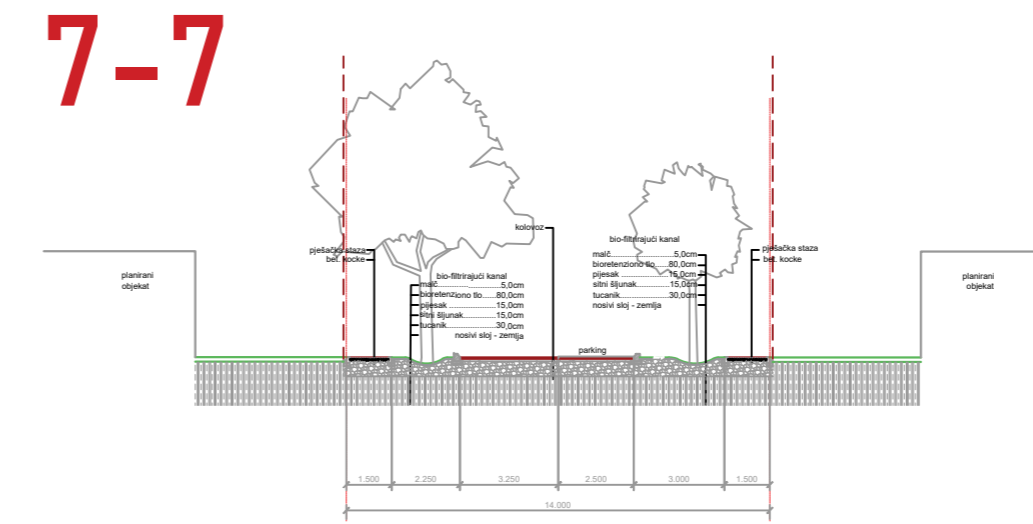 7-7
kolovoz
bio-filtrirajući kanal
malč.....................5,0cm
bioretenziono tlo....80,0cm
pijesak ................15,0cm
sitni šljunak...........15,0cm
tucanik.................30,0cm
nosivi sloj - zemlja
pješačka staza
bet. kocke
pješačka staza
bet. kocke
planirani
objekat
planirani
objekat
bio-filtrirajući kanal
malč.....................5,0cm
bioretenziono tlo.....80,0cm
pijesak..................15,0cm
sitni šljunak............15,0cm
tucanik..................30,0cm
nosivi sloj - zemlja
parking
1.500 2.250 3.250 2.500 3.000 1.500
14.000